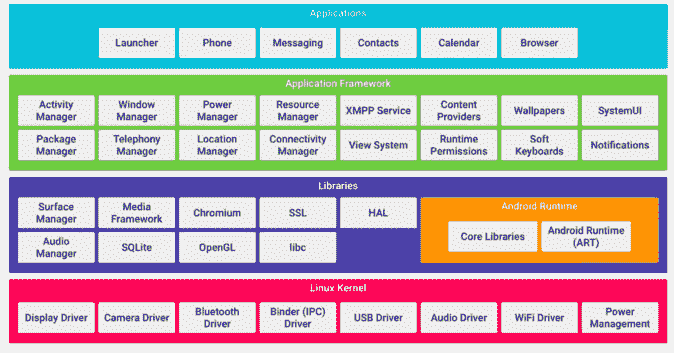 Applications
Launcher Phone Messaging Contacts Calendar Browser
Application Framework
Activity Manager Window Manager Power Manager Resource Manager XMPP Service Content Providers Wallpapers SystemUI
Package Manager Telephony Manager Location Manager Connectivity Manager View System Runtime Permissions Soft Keyboards Notifications
Libraries
Surface Manager Media Framework Chromium SSL HAL
Audio Manager SQLite OpenGL libc
Android Runtime
Core Libraries Android Runtime (ART)
Linux Kernel
Display Driver Camera Driver Bluetooth Driver Binder (IPC) Driver USB Driver Audio Driver WiFi Driver Power Management